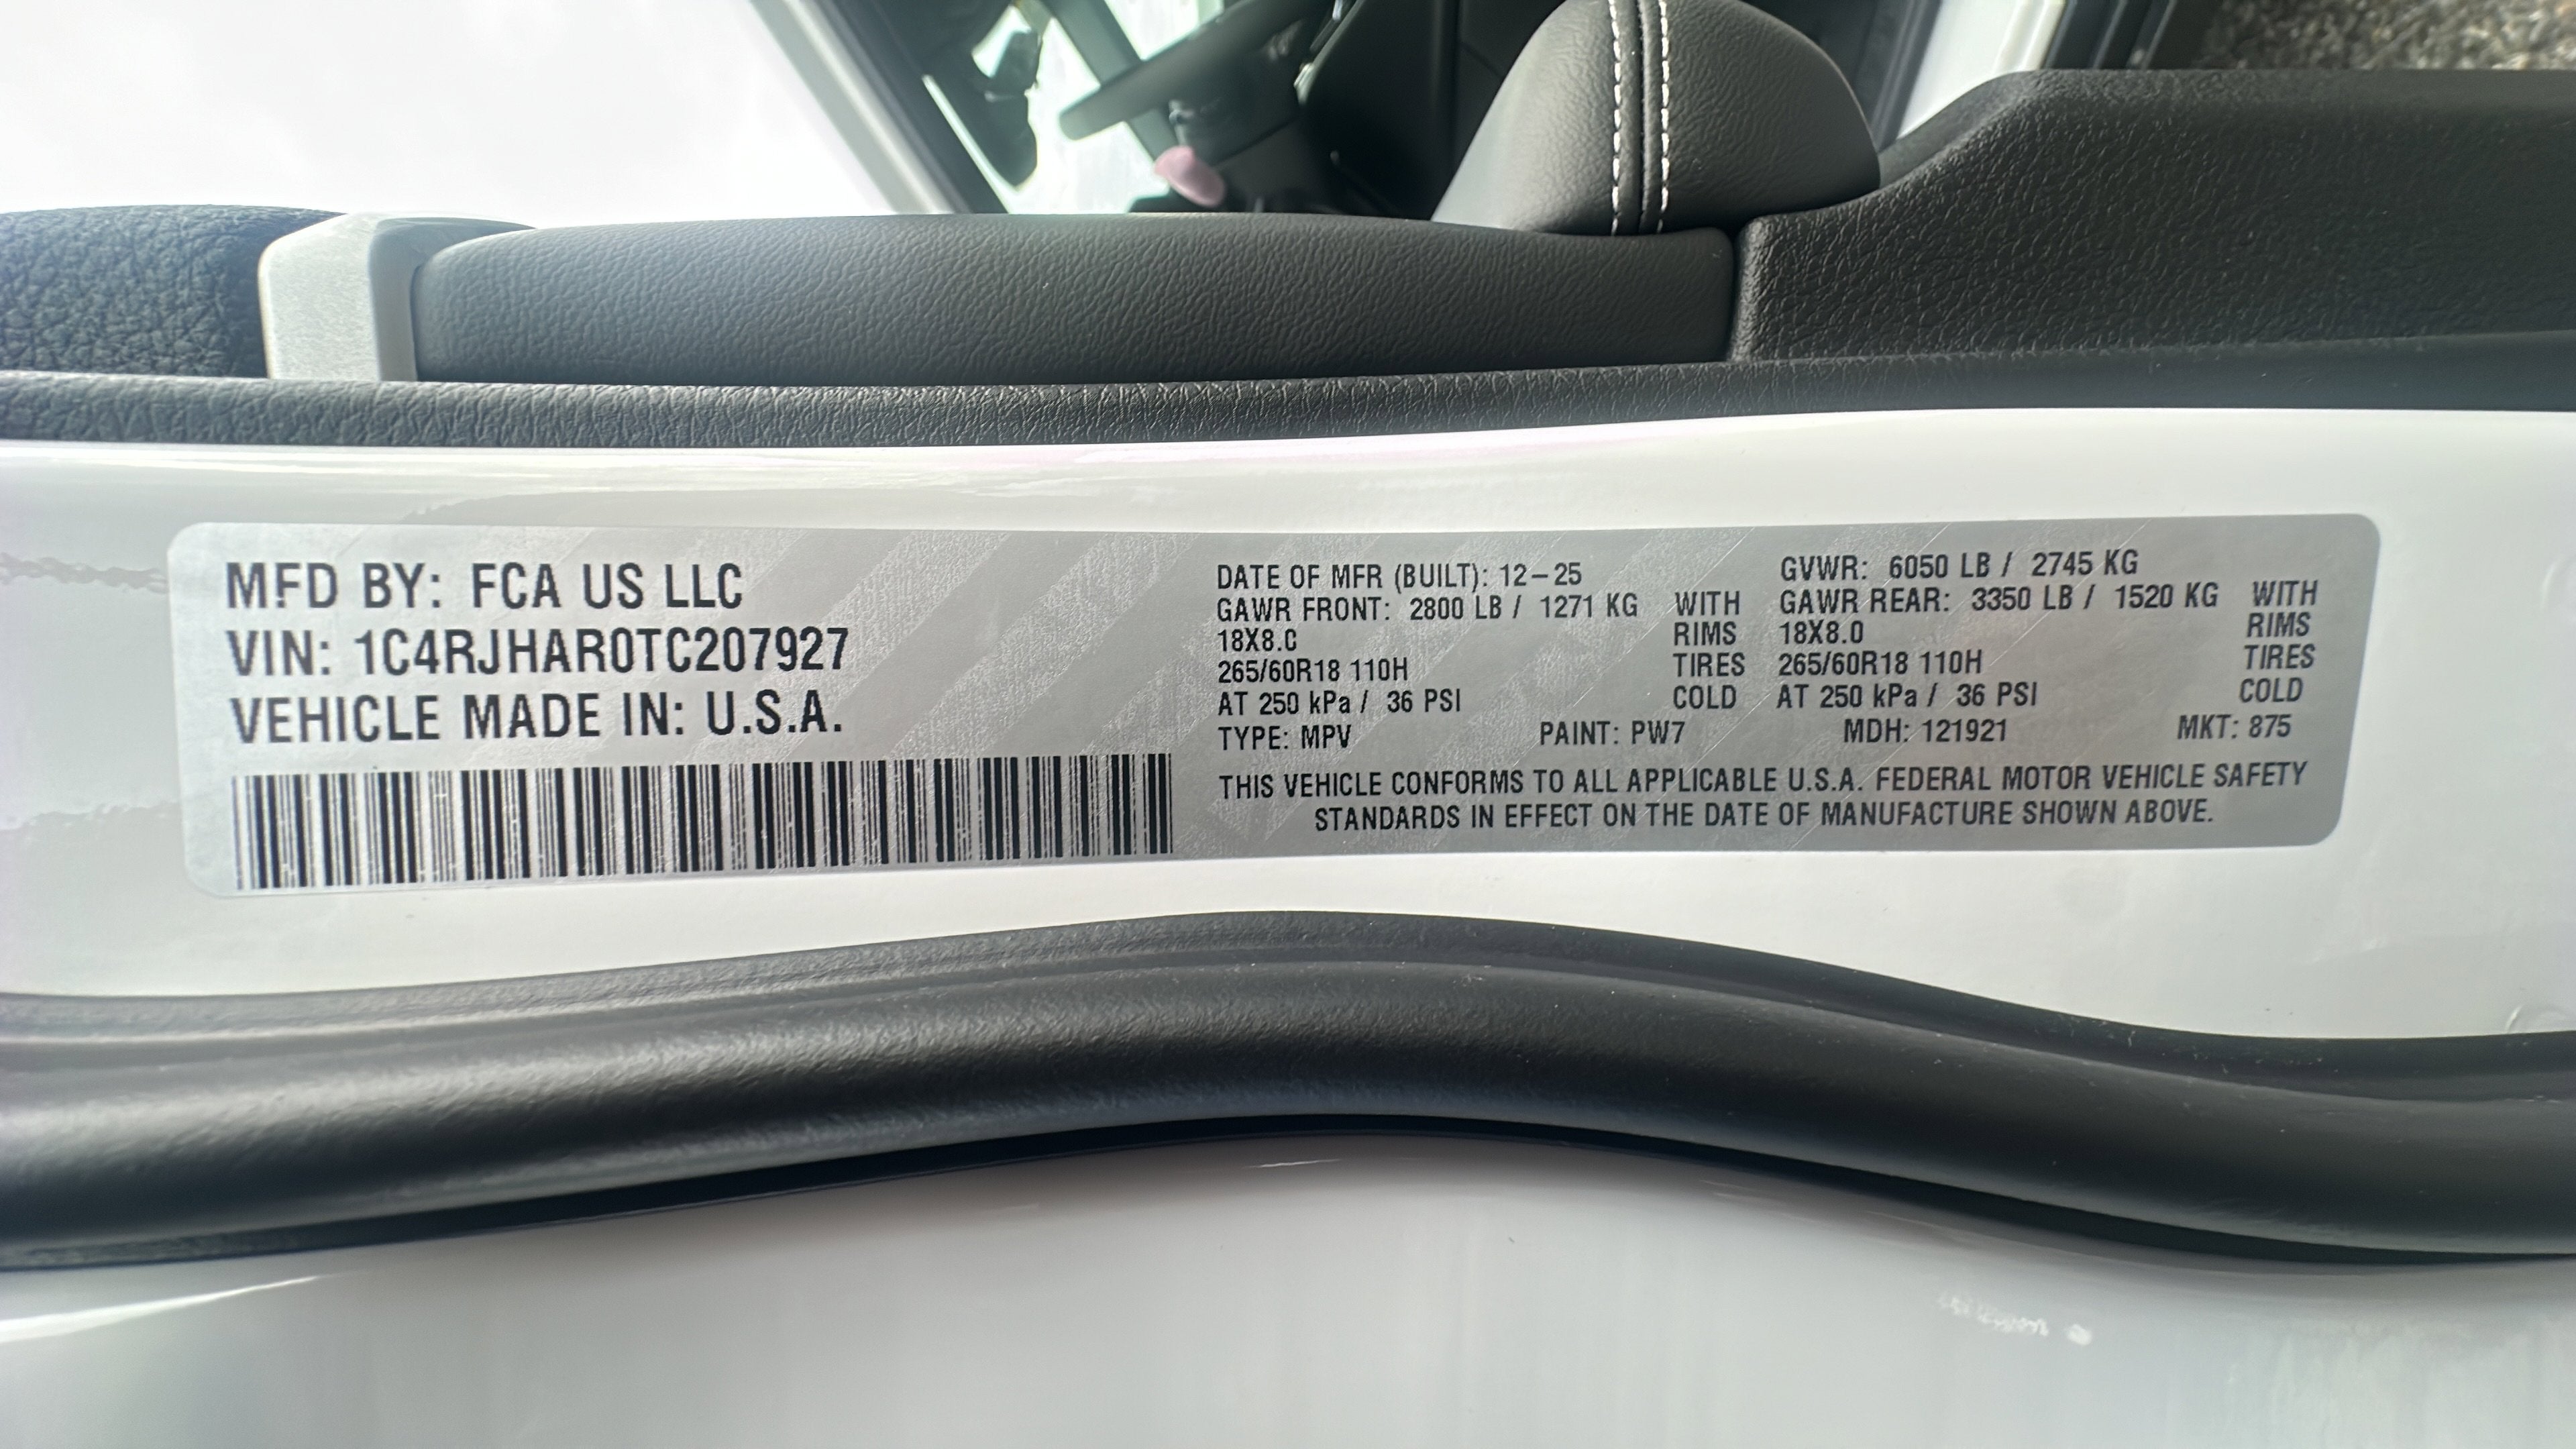 MFD BY: FCA US LLC
VIN: 1C4RJHAR0TC207927
VEHICLE MADE IN: U.S.A.
DATE OF MFR (BUILT): 12-25
GVWR: 6050 LB / 2745 KG
GAWR FRONT: 2800 LB / 1271 KG WITH
GAWR REAR: 3350 LB / 1520 KG WITH
18X8.0 RIMS
18X8.0 RIMS
265/60R18 110H TIRES
265/60R18 110H TIRES
AT 250 kPa / 36 PSI COLD
AT 250 kPa / 36 PSI COLD
TYPE: MPV PAINT: PW7 MDH: 121921 MKT: 875
THIS VEHICLE CONFORMS TO ALL APPLICABLE U.S.A. FEDERAL MOTOR VEHICLE SAFETY
STANDARDS IN EFFECT ON THE DATE OF MANUFACTURE SHOWN ABOVE.